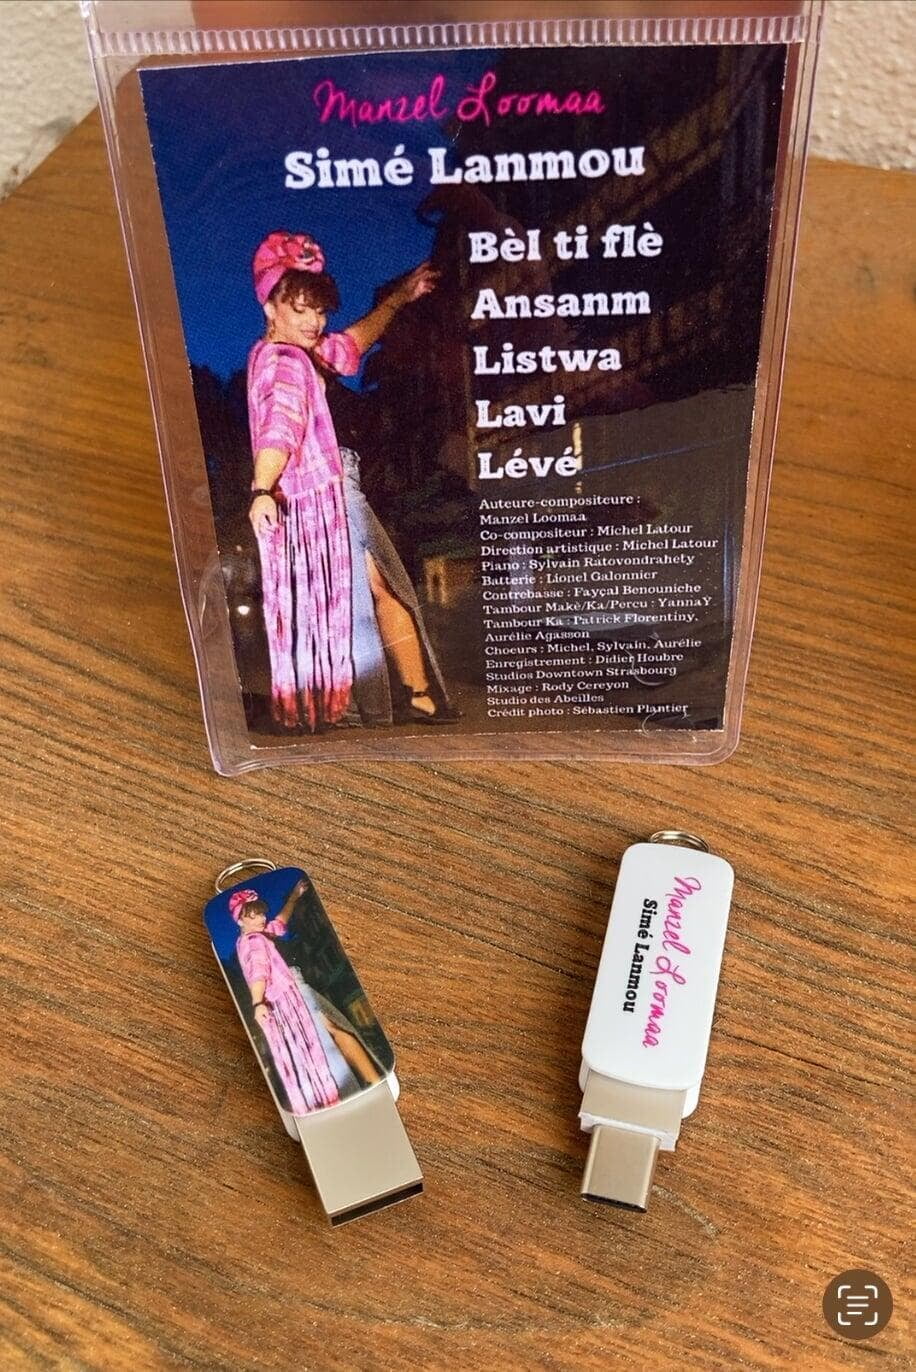 Manzel Loomaa
Simé Lanmou
Bèl ti flè
Ansanm
Listwa
Lavi
Lévé
Auteure-compositeure :
Manzel Loomaa
Co-compositeur : Michel Latour
Direction artistique : Michel Latour
Piano : Sylvain Ratovondrahety
Batterie : Lionel Galonnier
Contrebasse : Fayçal Benouniche
Tambour Makè/Ka/Percu : YannaY
Tambour Ka : Patrick Florentiny,
Aurélie Agasson
Choeurs : Michel, Sylvain, Aurélie
Enregistrement : Didier Houbre
Studios Downtown Strasbourg
Mixage : Rody Cereyon
Studio des Abeilles
Crédit photo : Sébastien Plantier
Manzel Loomaa
Simé Lanmou